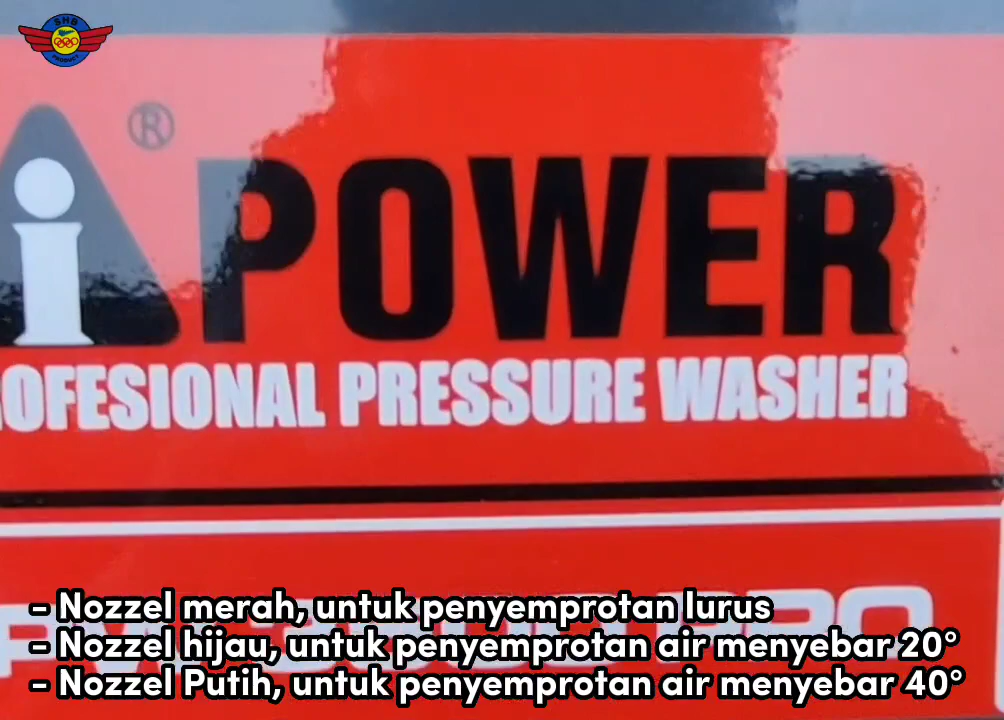 SHB
PRODUCT
®
i POWER
OFESIONAL PRESSURE WASHER
- Nozzel merah, untuk penyemprotan lurus
- Nozzel hijau, untuk penyemprotan air menyebar 20°
- Nozzel Putih, untuk penyemprotan air menyebar 40°